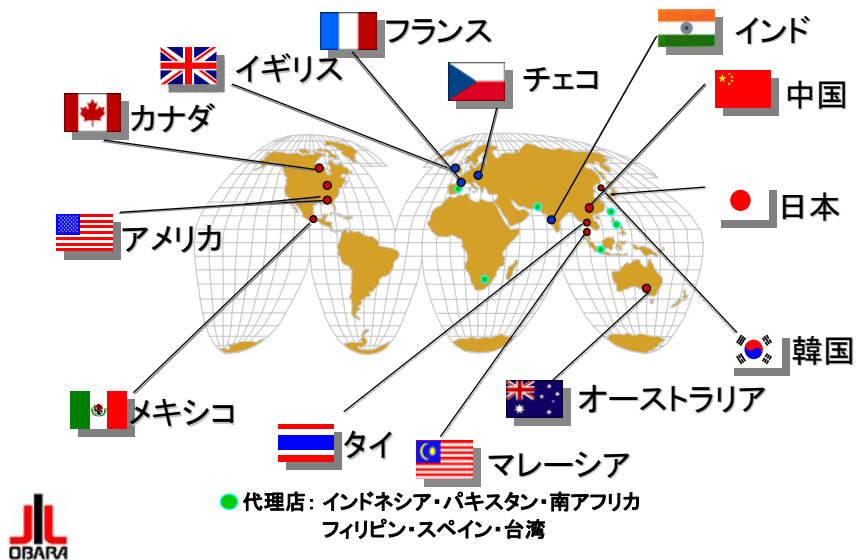 フランス
インド
イギリス
チェコ
中国
カナダ
日本
アメリカ
韓国
メキシコ
オーストラリア
タイ
マレーシア
代理店: インドネシア・パキスタン・南アフリカ
フィリピン・スペイン・台湾
OBARA